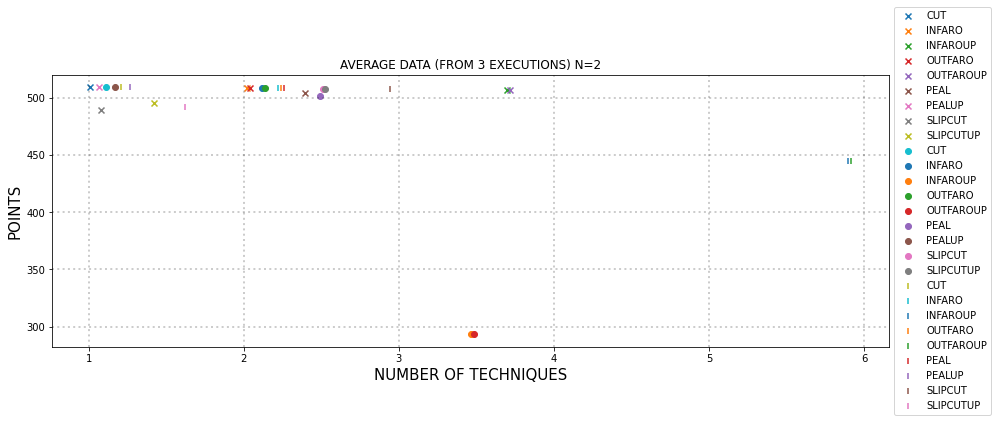 AVERAGE DATA (FROM 3 EXECUTIONS) N=2
POINTS
500
450
400
350
300
1 2 3 4 5 6
NUMBER OF TECHNIQUES
CUT
INFARO
INFAROUP
OUTFARO
OUTFAROUP
PEAL
PEALUP
SLIPCUT
SLIPCUTUP
CUT
INFARO
INFAROUP
OUTFARO
OUTFAROUP
PEAL
PEALUP
SLIPCUT
SLIPCUTUP
CUT
INFARO
INFAROUP
OUTFARO
OUTFAROUP
PEAL
PEALUP
SLIPCUT
SLIPCUTUP